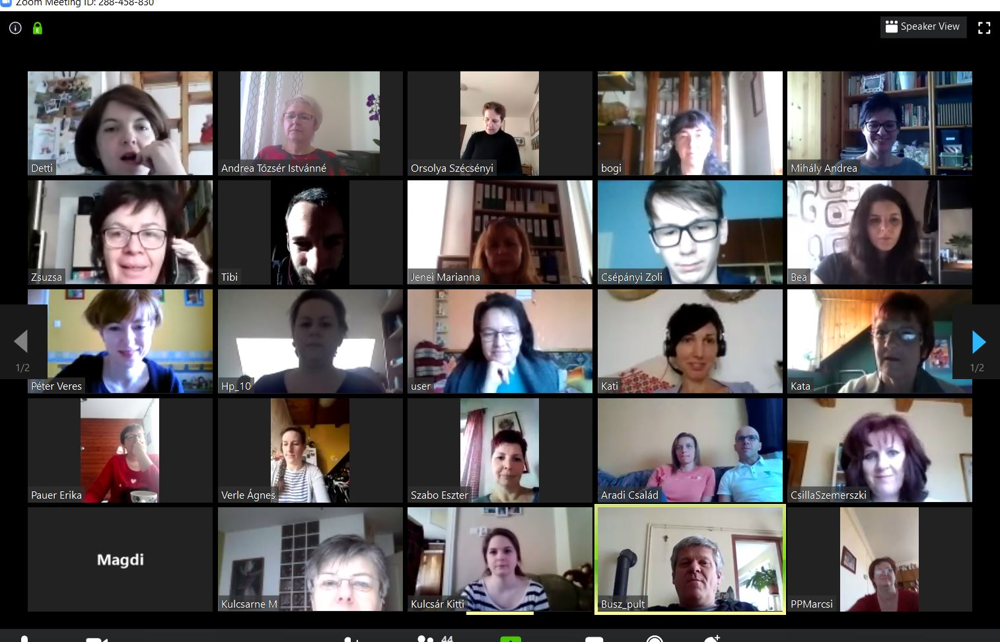 Zoom Meeting ID: 288-458-830
Speaker View
Detti
Andrea Tőzsér Istvánné
Orsolya Szécsényi
bogi
Mihály Andrea
Zsuzsa
Tibi
Jenei Marianna
Csépányi Zoli
Bea
1/2
1/2
Péter Veres
Hp_10
user
Kati
Kata
Pauer Erika
Verle Ágnes
Szabo Eszter
Aradi Család
CsillaSzemerszki
Magdi
Kulcsarne M
Kulcsár Kitti
Busz_pult
PPMarcsi
44